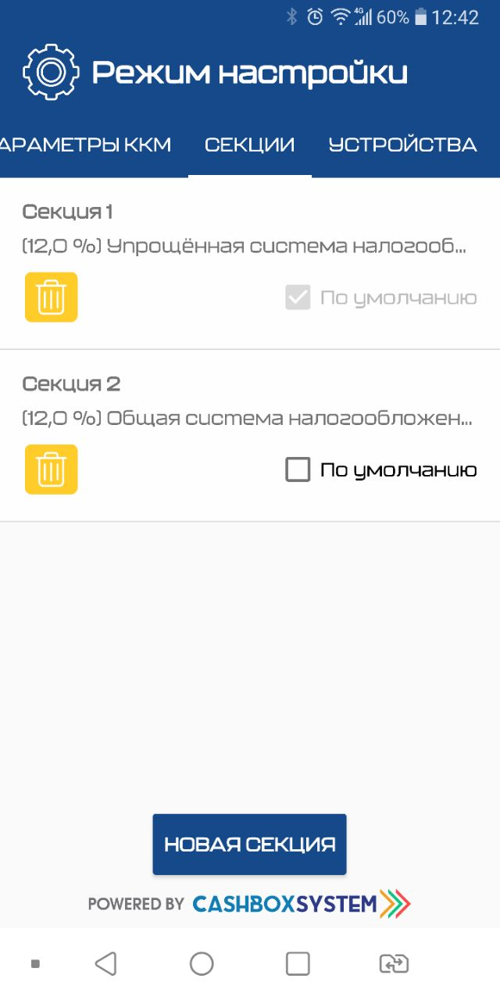 4G 60% 12:42
Режим настройки
АРАМЕТРЫ ККМ СЕКЦИИ УСТРОЙСТВА
Секция 1
(12,0 %) Упрощённая система налогооб...
По умолчанию
Секция 2
(12,0 %) Общая система налогообложен...
По умолчанию
НОВАЯ СЕКЦИЯ
POWERED BY CASHBOXSYSTEM